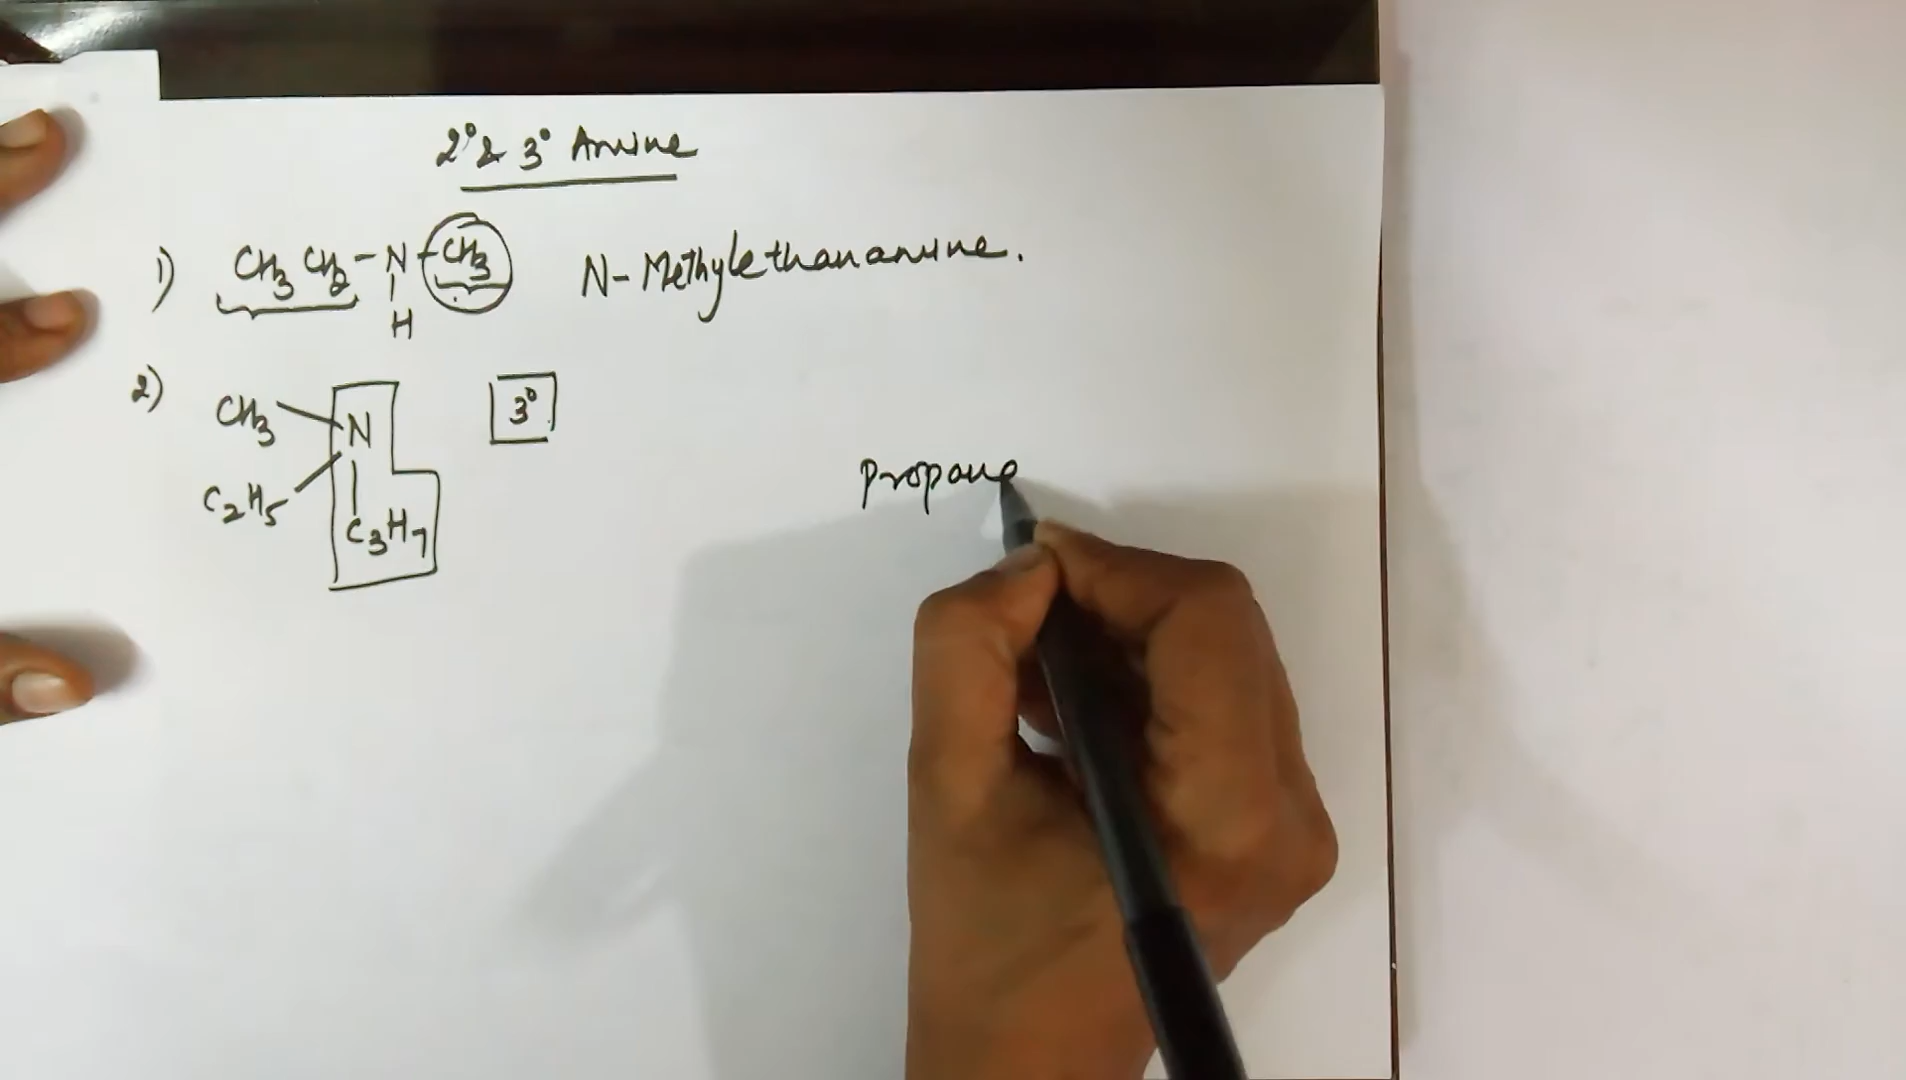 2° & 3° Amine
1) CH3 CH2 - N - CH3 N-Methylethanamine.
H
2) CH3 N 3°
C2H5 Propane
C3H7